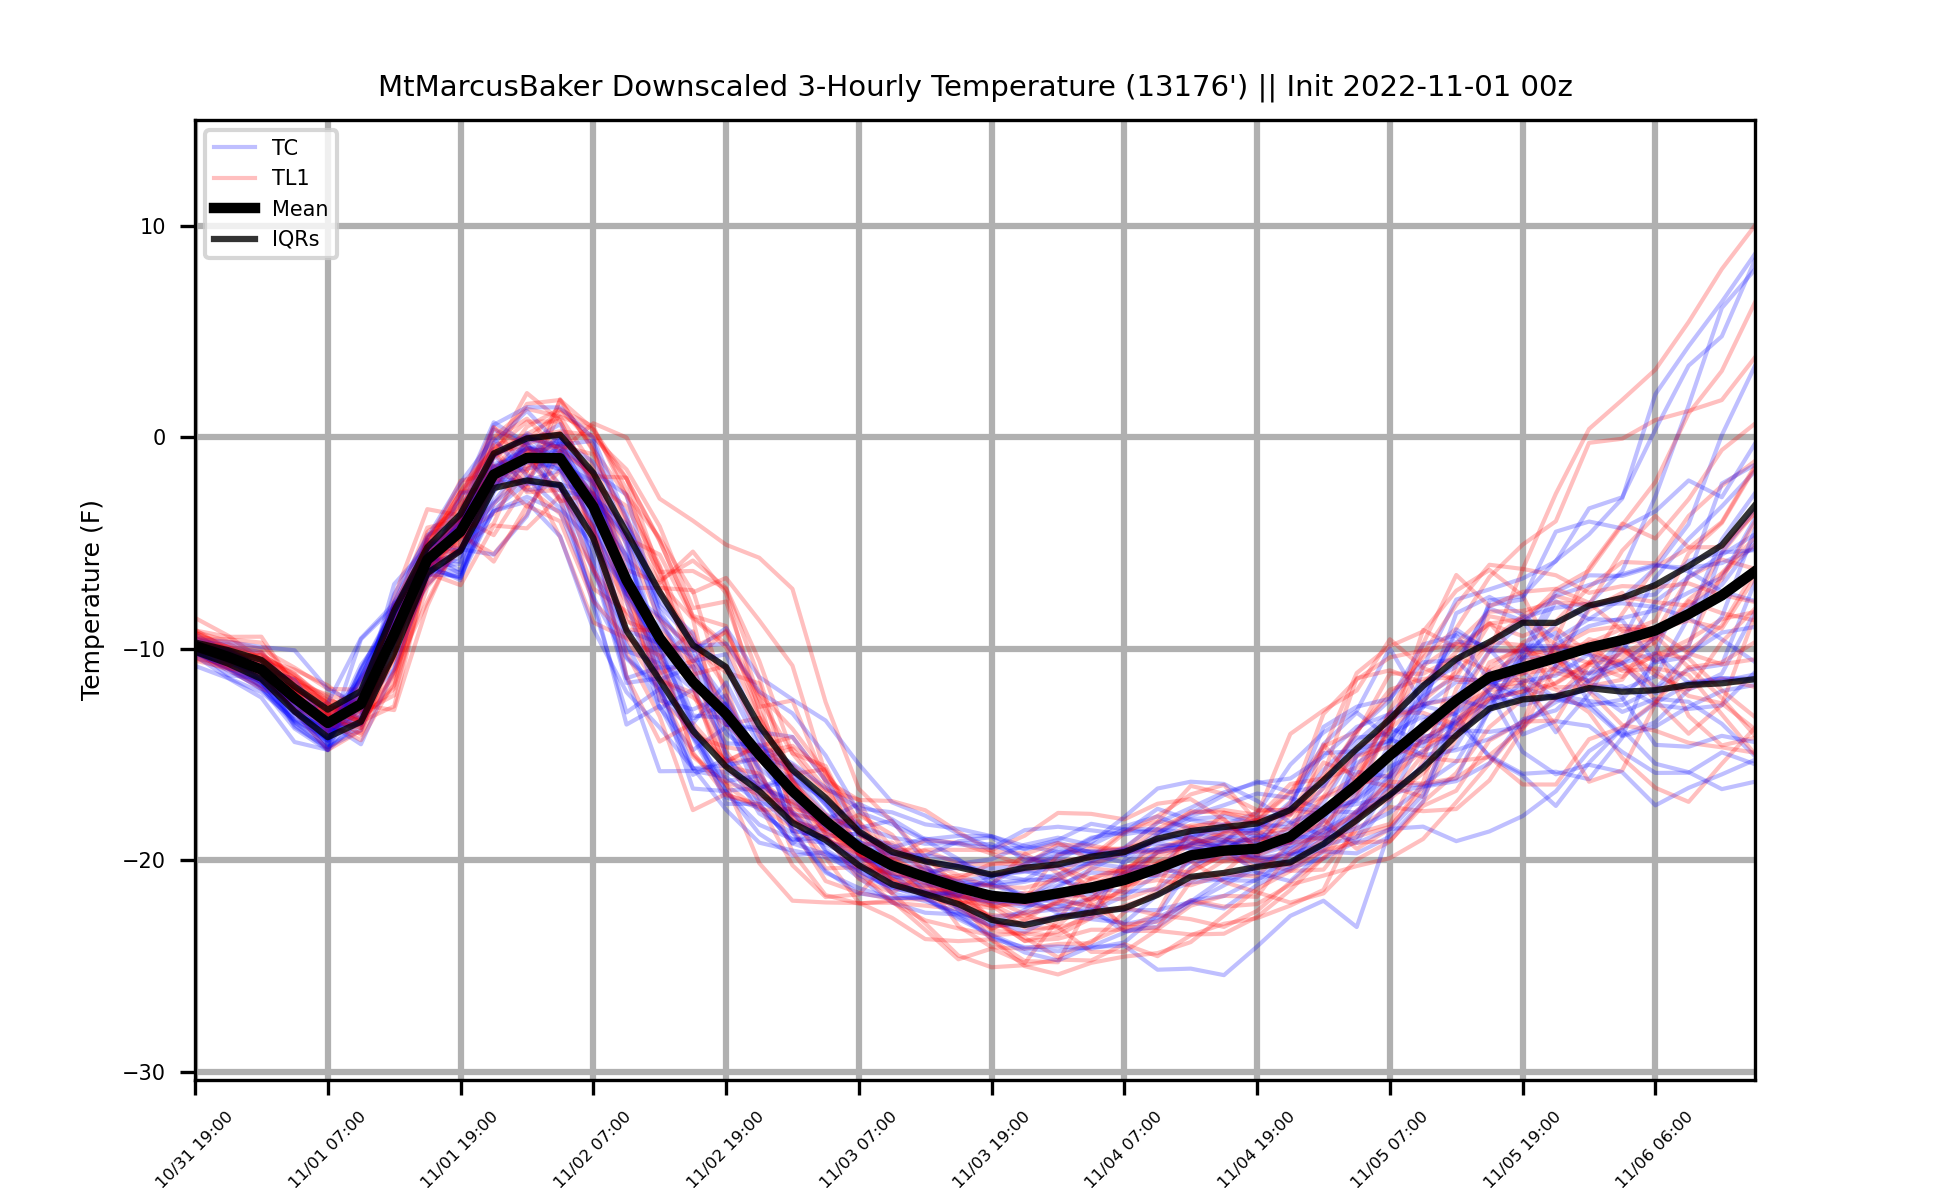 MtMarcusBaker Downscaled 3-Hourly Temperature (13176') || Init 2022-11-01 00z
TC
TL1
Mean
IQRs
Temperature (F)
10
0
−10
−20
−30
10/31 19:00
11/01 07:00
11/01 19:00
11/02 07:00
11/02 19:00
11/03 07:00
11/03 19:00
11/04 07:00
11/04 19:00
11/05 07:00
11/05 19:00
11/06 06:00